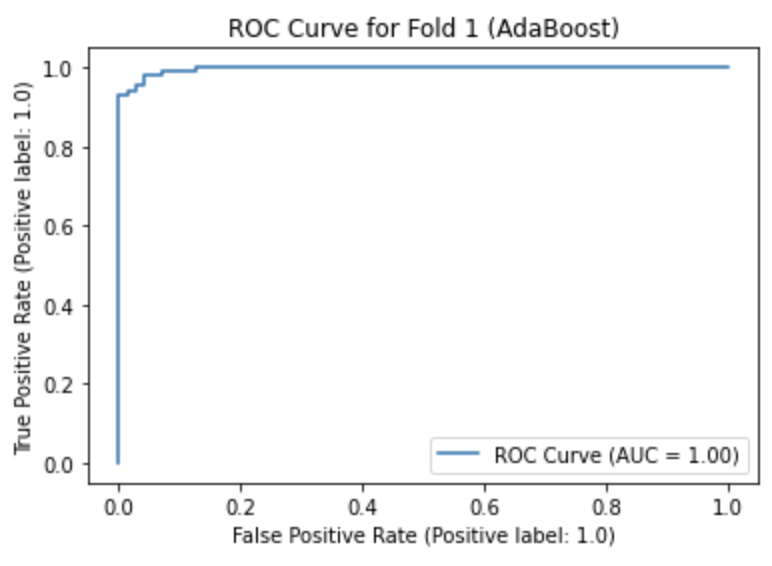 ROC Curve for Fold 1 (AdaBoost)
True Positive Rate (Positive label: 1.0)
1.0
0.8
0.6
0.4
0.2
0.0
ROC Curve (AUC = 1.00)
0.0 0.2 0.4 0.6 0.8 1.0
False Positive Rate (Positive label: 1.0)